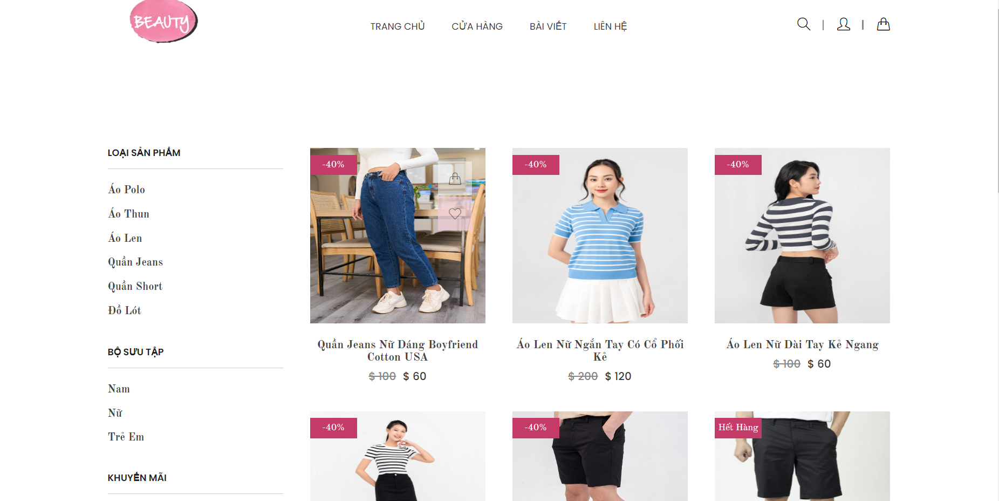 BEAUTY
TRANG CHỦ CỬA HÀNG BÀI VIẾT LIÊN HỆ
LOẠI SẢN PHẨM
Áo Polo
Áo Thun
Áo Len
Quần Jeans
Quần Short
Đồ Lót
BỘ SƯU TẬP
Nam
Nữ
Trẻ Em
KHUYẾN MÃI
-40%
Quần Jeans Nữ Dáng Boyfriend
Cotton USA
$ 100 $ 60
-40%
Áo Len Nữ Ngắn Tay Có Cổ Phối
Kẻ
$ 200 $ 120
-40%
Áo Len Nữ Dài Tay Kẻ Ngang
$ 100 $ 60
-40%
-40%
Hết Hàng